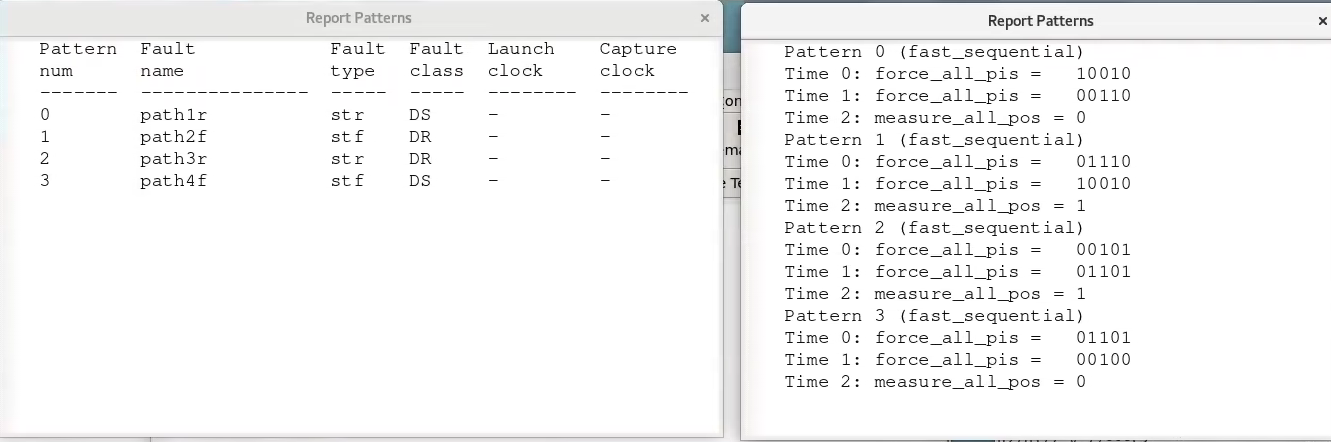 Report Patterns ×
Pattern Fault Fault Fault Launch Capture
num name type class clock clock
------- --------------- ----- ----- -------- --------
0 path1r str DS - -
1 path2f stf DR - -
2 path3r str DR - -
3 path4f stf DS - -
Report Patterns ×
Pattern 0 (fast_sequential)
Time 0: force_all_pis = 10010
Time 1: force_all_pis = 00110
Time 2: measure_all_pos = 0
Pattern 1 (fast_sequential)
Time 0: force_all_pis = 01110
Time 1: force_all_pis = 10010
Time 2: measure_all_pos = 1
Pattern 2 (fast_sequential)
Time 0: force_all_pis = 00101
Time 1: force_all_pis = 01101
Time 2: measure_all_pos = 1
Pattern 3 (fast_sequential)
Time 0: force_all_pis = 01101
Time 1: force_all_pis = 00100
Time 2: measure_all_pos = 0